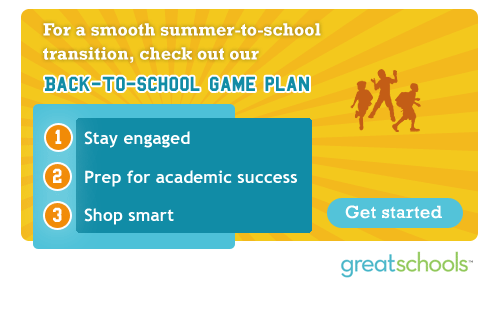 For a smooth summer-to-school
transition, check out our
BACK-TO-SCHOOL GAME PLAN
1 Stay engaged
2 Prep for academic success
3 Shop smart
Get started
greatschools™